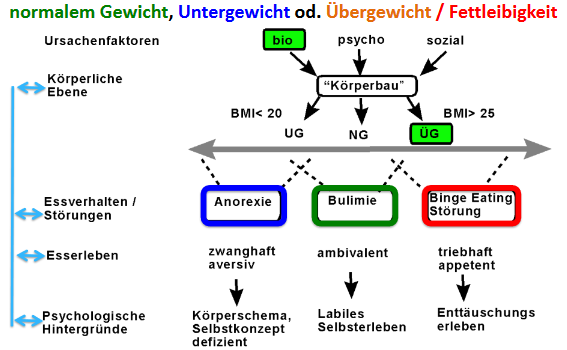 normalem Gewicht, Untergewicht od. Übergewicht / Fettleibigkeit
Ursachenfaktoren
bio
psycho
sozial
Körperliche
Ebene
"Körperbau"
BMI< 20
BMI> 25
UG
NG
ÜG
Essverhalten /
Störungen
Anorexie
Bulimie
Binge Eating
Störung
Esserleben
zwanghaft
aversiv
ambivalent
triebhaft
appetent
Psychologische
Hintergründe
Körperschema,
Selbstkonzept
defizient
Labiles
Selbsterleben
Enttäuschungs
erleben